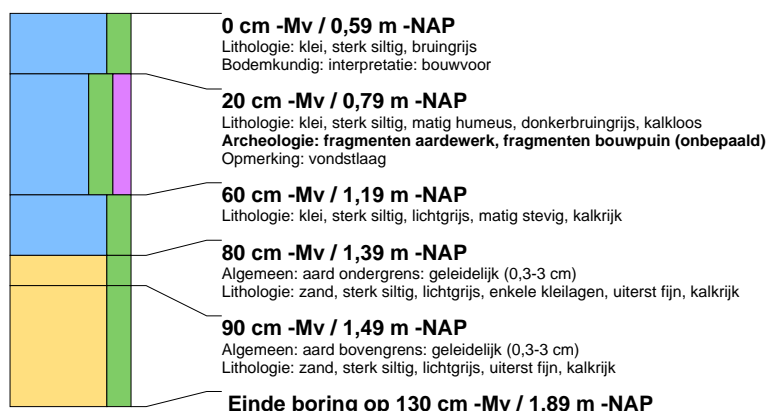 0 cm -Mv / 0,59 m -NAP
Lithologie: klei, sterk siltig, bruingrijs
Bodemkundig: interpretatie: bouwvoor
20 cm -Mv / 0,79 m -NAP
Lithologie: klei, sterk siltig, matig humeus, donkerbruingrijs, kalkloos
Archeologie: fragmenten aardewerk, fragmenten bouwpuin (onbepaald)
Opmerking: vondstlaag
60 cm -Mv / 1,19 m -NAP
Lithologie: klei, sterk siltig, lichtgrijs, matig stevig, kalkrijk
80 cm -Mv / 1,39 m -NAP
Algemeen: aard ondergrens: geleidelijk (0,3-3 cm)
Lithologie: zand, sterk siltig, lichtgrijs, enkele kleilagen, uiterst fijn, kalkrijk
90 cm -Mv / 1,49 m -NAP
Algemeen: aard bovengrens: geleidelijk (0,3-3 cm)
Lithologie: zand, sterk siltig, lichtgrijs, uiterst fijn, kalkrijk
Einde boring op 130 cm -Mv / 1,89 m -NAP